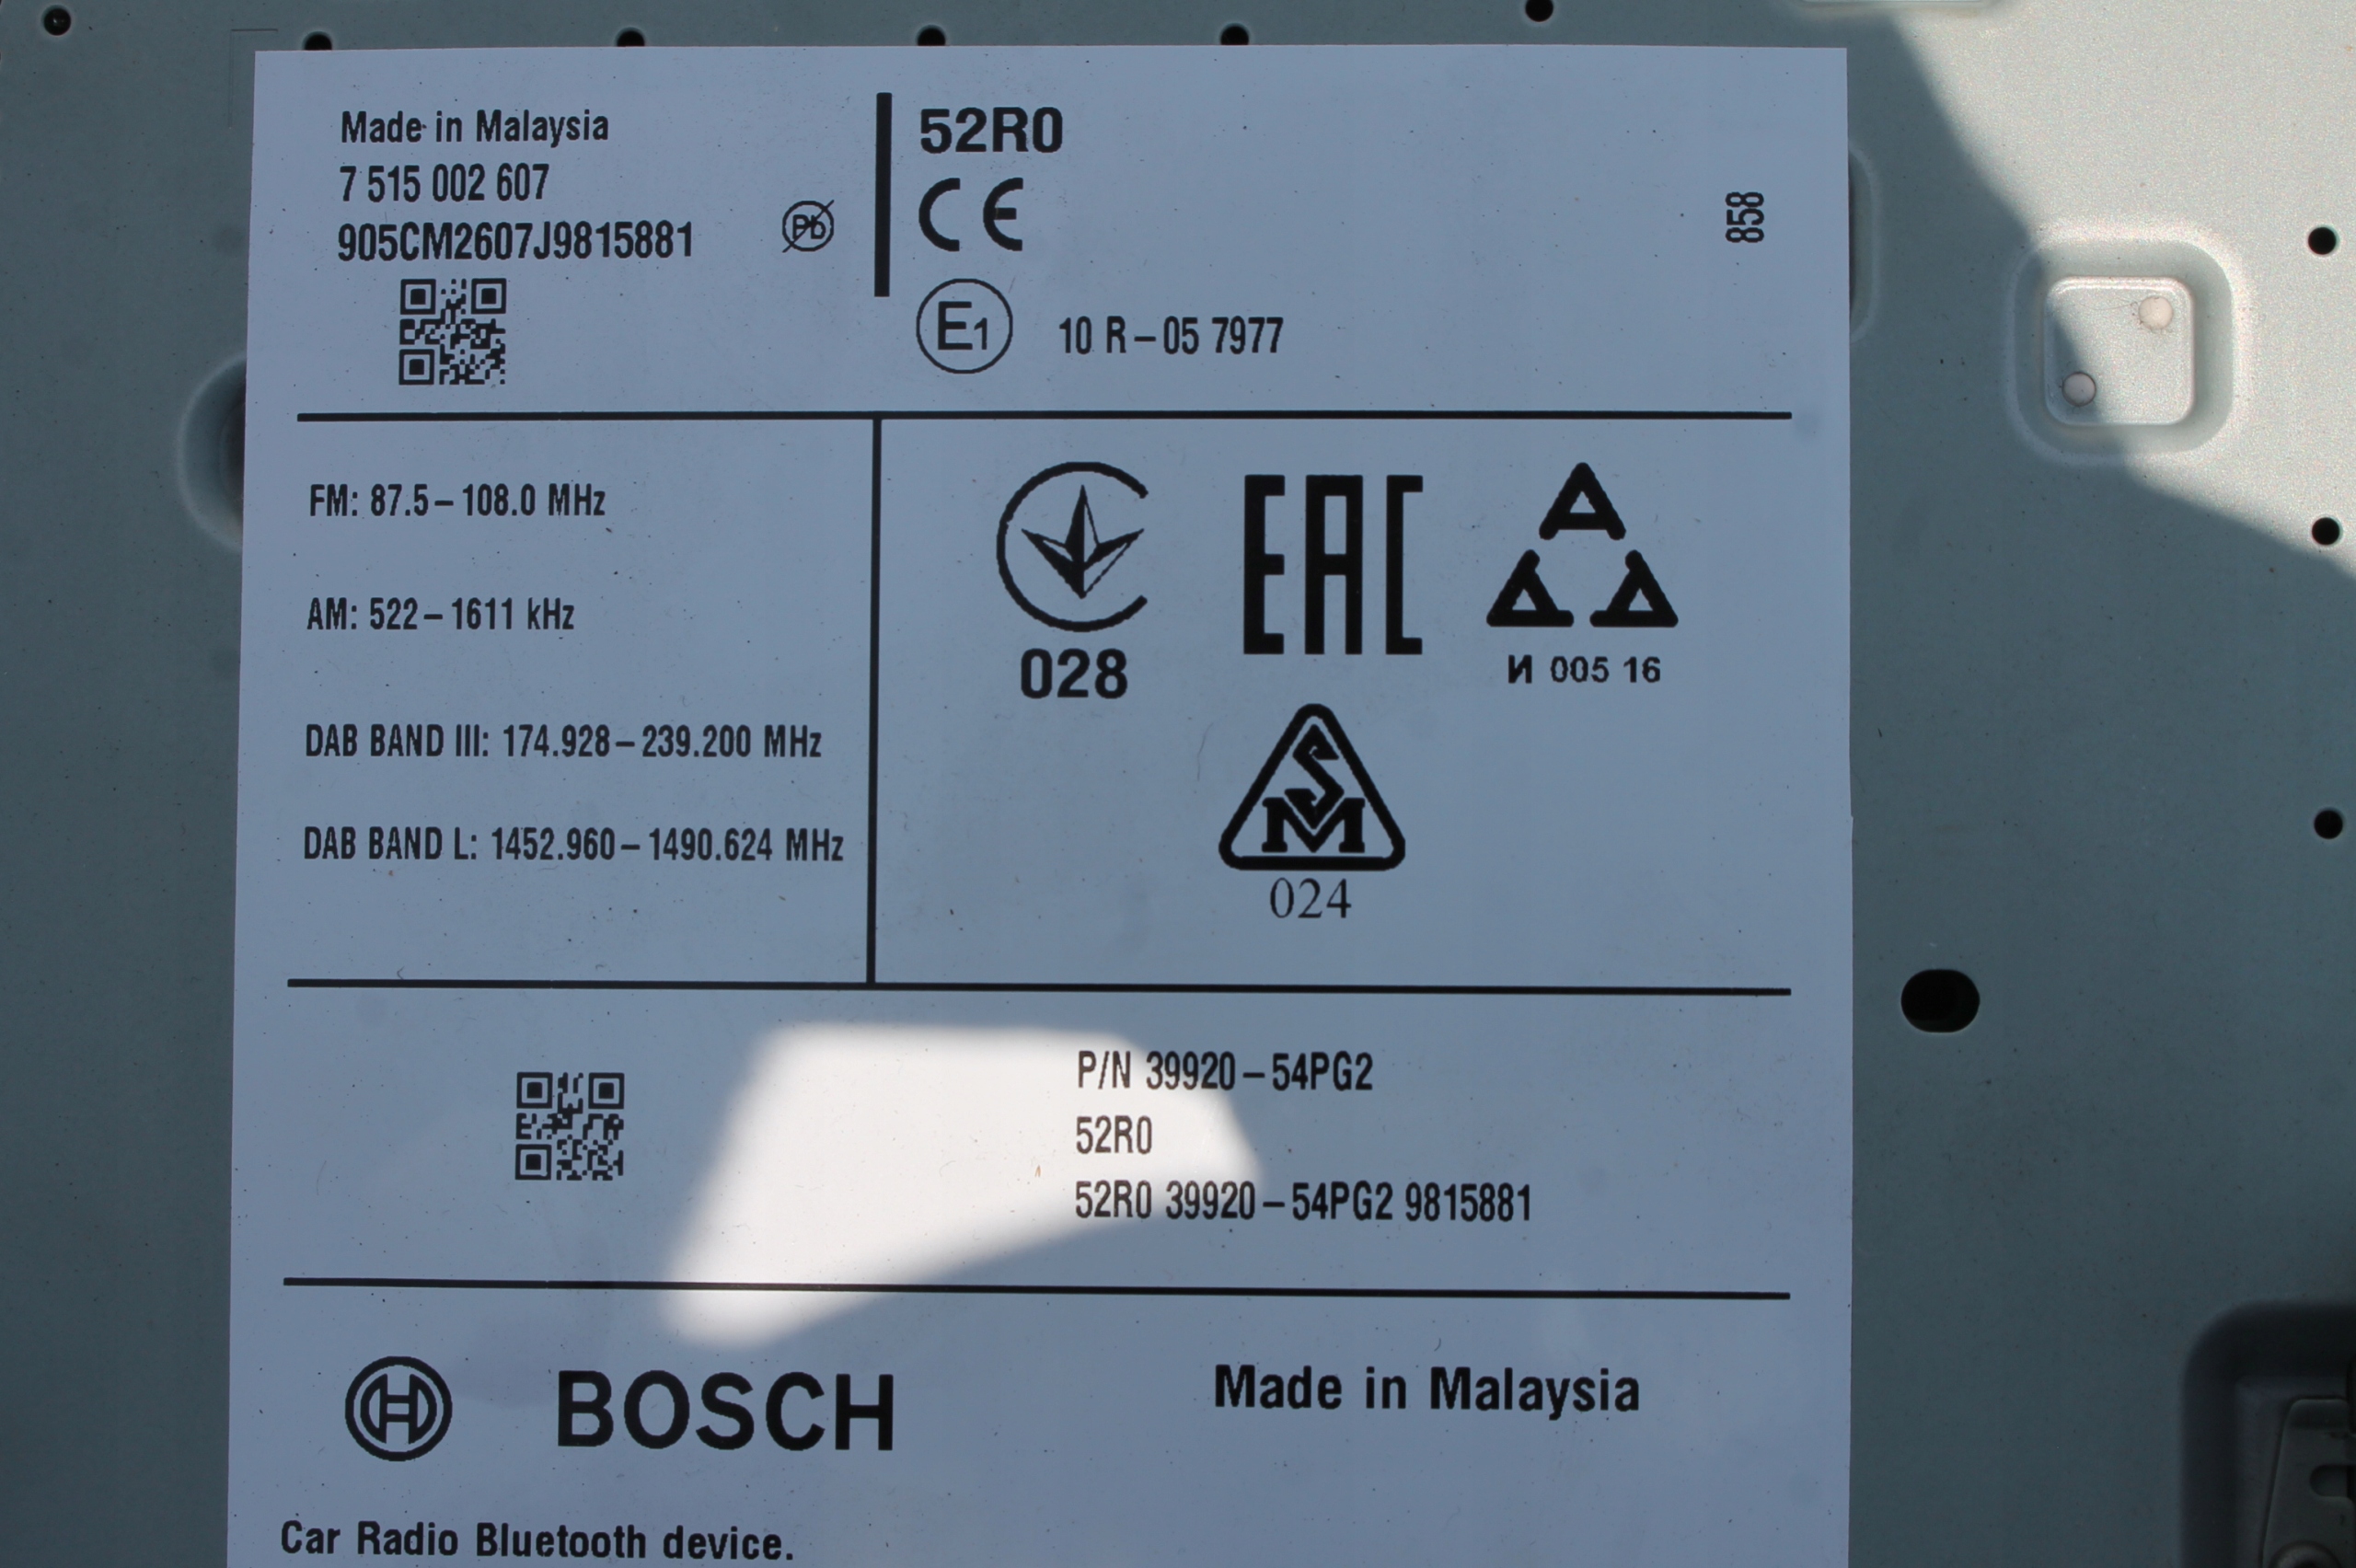 Made in Malaysia
7 515 002 607
905CM2607J9815881
Pb
52R0
CE
858
E1
10 R – 05 7977
FM: 87.5 – 108.0 MHz
AM: 522 – 1611 kHz
DAB BAND III: 174.928 – 239.200 MHz
DAB BAND L: 1452.960 – 1490.624 MHz
028
EAC
И 005 16
SM
024
P/N 39920 – 54PG2
52R0
52R0 39920 – 54PG2 9815881
BOSCH
Made in Malaysia
Car Radio Bluetooth device.